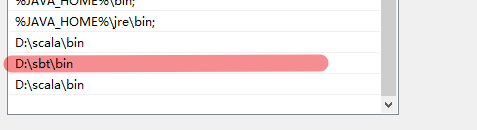 %JAVA_HOME%\bin;
%JAVA_HOME%\jre\bin;
D:\scala\bin
D:\sbt\bin
D:\scala\bin